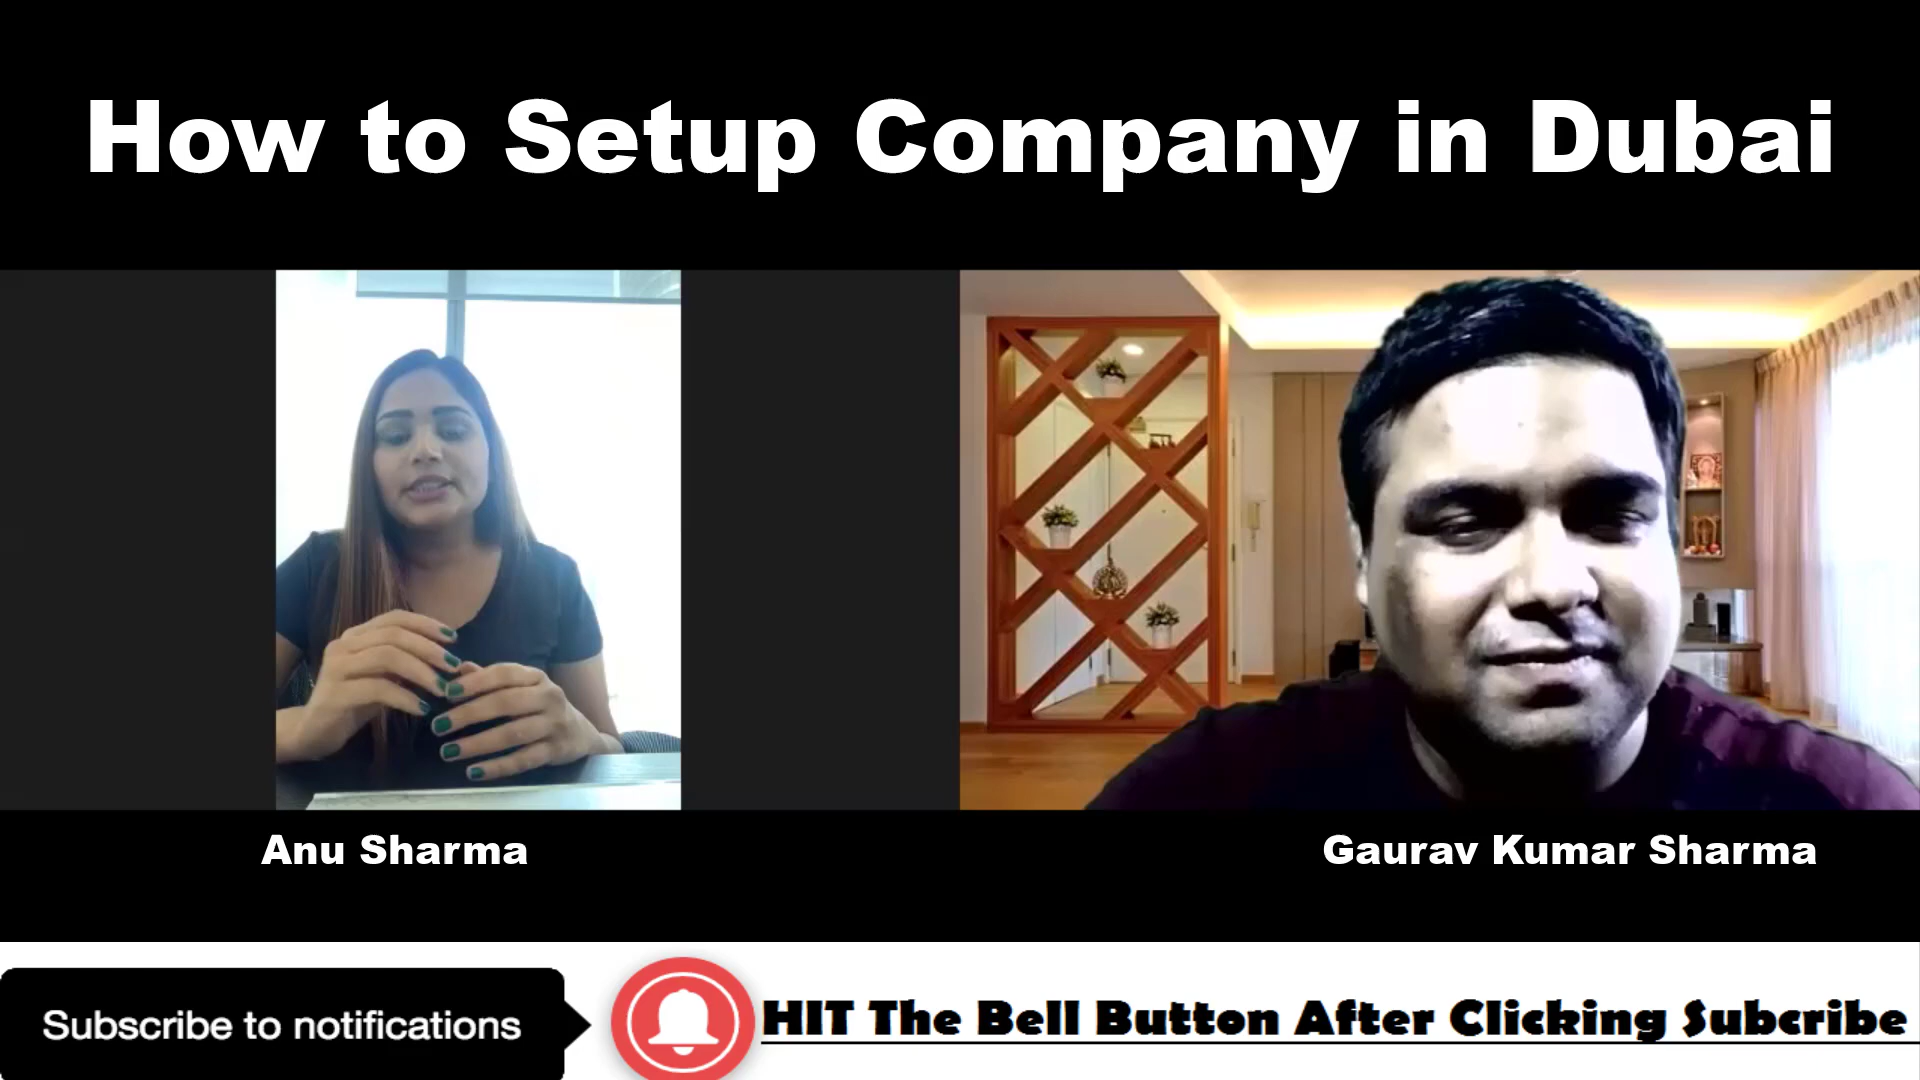 How to Setup Company in Dubai
Anu Sharma
Gaurav Kumar Sharma
Subscribe to notifications
HIT The Bell Button After Clicking Subcribe